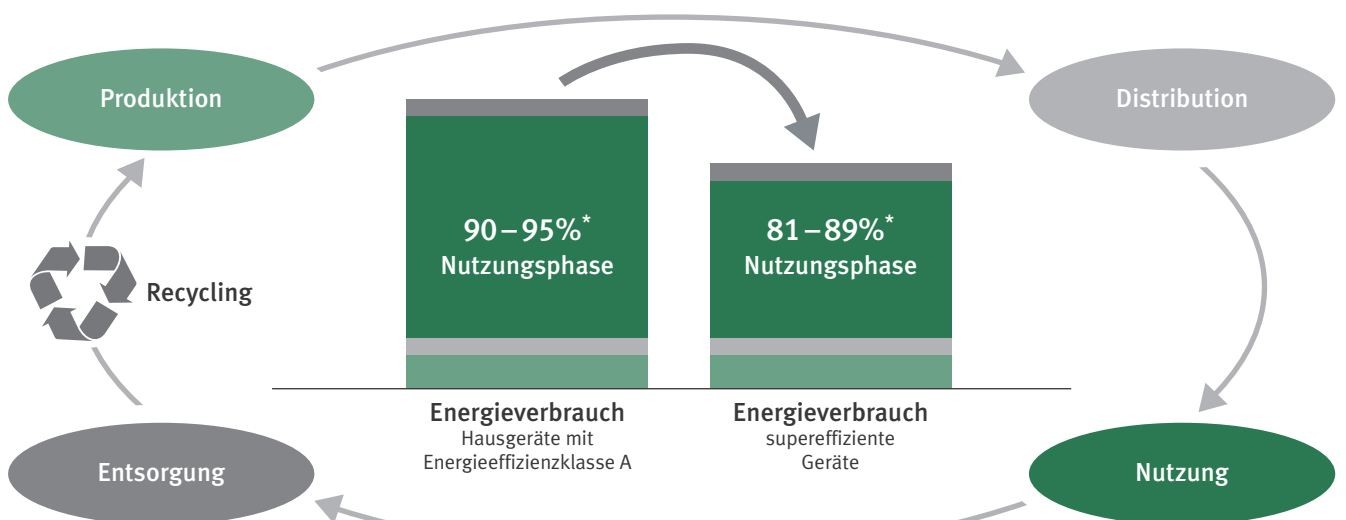 Produktion
Distribution
90–95%*
Nutzungsphase
81–89%*
Nutzungsphase
Recycling
Energieverbrauch
Hausgeräte mit
Energieeffizienzklasse A
Energieverbrauch
supereffiziente
Geräte
Entsorgung
Nutzung